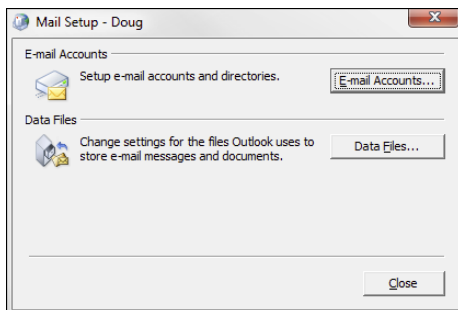 Mail Setup - Doug
E-mail Accounts
Setup e-mail accounts and directories.
E-mail Accounts...
Data Files
Change settings for the files Outlook uses to
store e-mail messages and documents.
Data Files...
Close